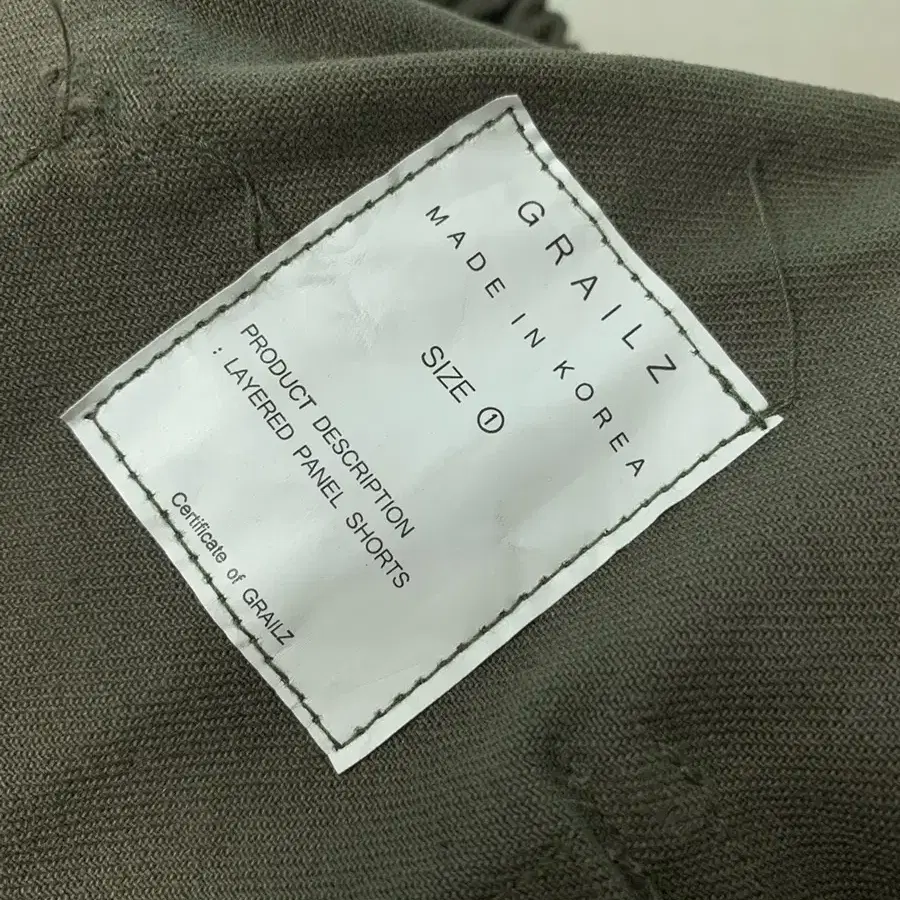 GRAILZ
MADE IN KOREA
SIZE ①
PRODUCT DESCRIPTION
: LAYERED PANEL SHORTS
Certificate of GRAILZ